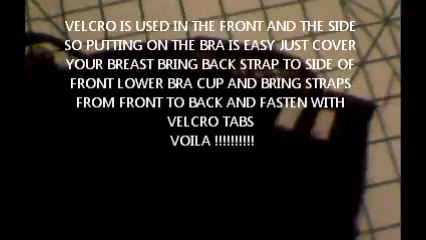 VELCRO IS USED IN THE FRONT AND THE SIDE
SO PUTTING ON THE BRA IS EASY JUST COVER
YOUR BREAST BRING BACK STRAP TO SIDE OF
FRONT LOWER BRA CUP AND BRING STRAPS
FROM FRONT TO BACK AND FASTEN WITH
VELCRO TABS
VOILA !!!!!!!!!!